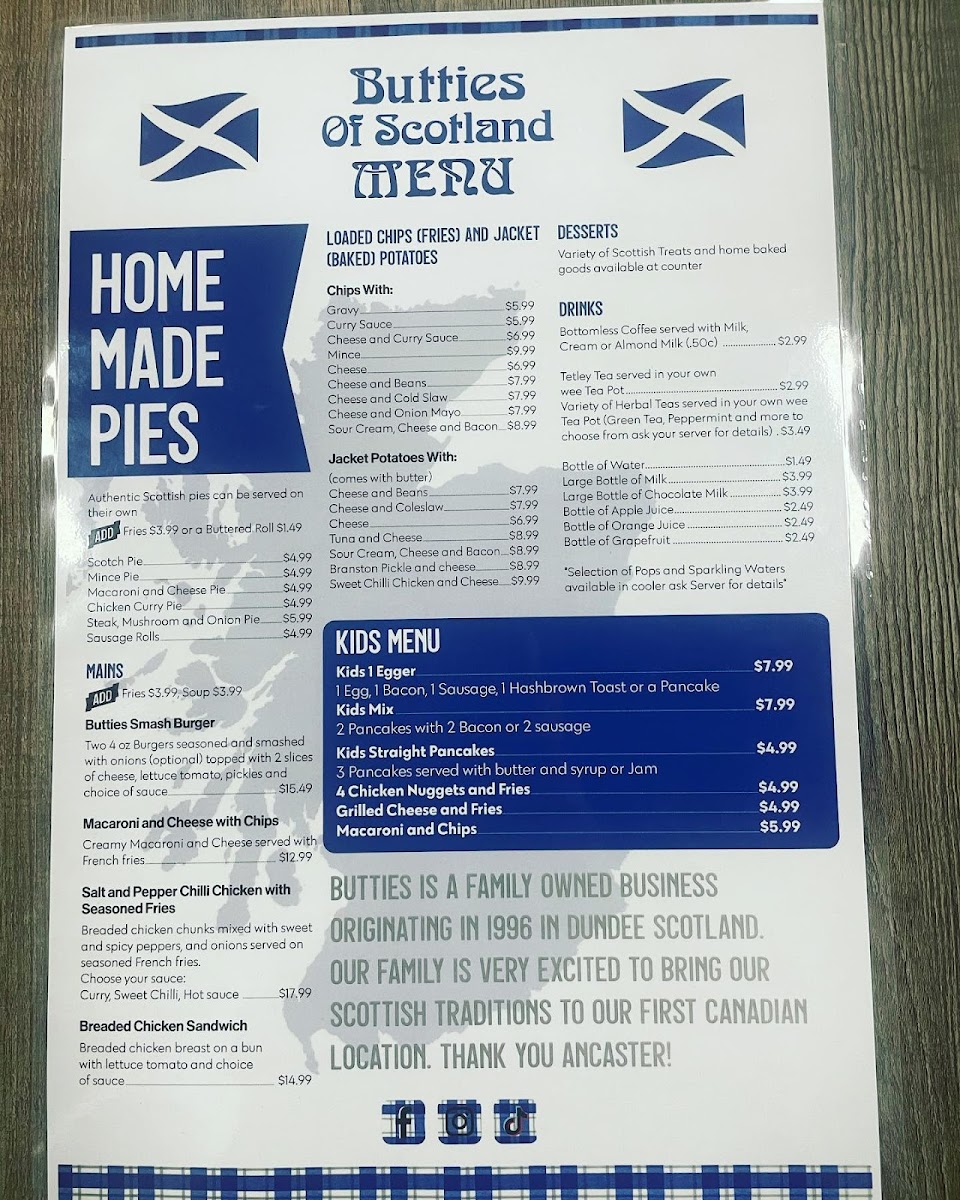 Butties
Of Scotland
MENU
HOME
MADE
PIES
Authentic Scottish pies can be served on
their own
ADD Fries $3.99 or a Buttered Roll $1.49
Scotch Pie $4.99
Mince Pie $4.99
Macaroni and Cheese Pie $4.99
Chicken Curry Pie $4.99
Steak, Mushroom and Onion Pie $5.99
Sausage Rolls $4.99
MAINS
ADD Fries $3.99, Soup $3.99
Butties Smash Burger
Two 4 oz Burgers seasoned and smashed
with onions (optional) topped with 2 slices
of cheese, lettuce tomato, pickles and
choice of sauce $15.49
Macaroni and Cheese with Chips
Creamy Macaroni and Cheese served with
French fries $12.99
Salt and Pepper Chilli Chicken with
Seasoned Fries
Breaded chicken chunks mixed with sweet
and spicy peppers, and onions served on
seasoned French fries.
Choose your sauce:
Curry, Sweet Chilli, Hot sauce $17.99
Breaded Chicken Sandwich
Breaded chicken breast on a bun
with lettuce tomato and choice
of sauce $14.99
LOADED CHIPS (FRIES) AND JACKET
(BAKED) POTATOES
Chips With:
Gravy $5.99
Curry Sauce $5.99
Cheese and Curry Sauce $6.99
Mince $9.99
Cheese $6.99
Cheese and Beans $7.99
Cheese and Cold Slaw $7.99
Cheese and Onion Mayo $7.99
Sour Cream, Cheese and Bacon $8.99
Jacket Potatoes With:
(comes with butter)
Cheese and Beans $7.99
Cheese and Coleslaw $7.99
Cheese $6.99
Tuna and Cheese $8.99
Sour Cream, Cheese and Bacon $8.99
Branston Pickle and cheese $8.99
Sweet Chilli Chicken and Cheese $9.99
DESSERTS
Variety of Scottish Treats and home baked
goods available at counter
DRINKS
Bottomless Coffee served with Milk,
Cream or Almond Milk (.50c) $2.99
Tetley Tea served in your own
wee Tea Pot $2.99
Variety of Herbal Teas served in your own wee
Tea Pot (Green Tea, Peppermint and more to
choose from ask your server for details) . $3.49
Bottle of Water $1.49
Large Bottle of Milk $3.99
Large Bottle of Chocolate Milk $3.99
Bottle of Apple Juice $2.49
Bottle of Orange Juice $2.49
Bottle of Grapefruit $2.49
"Selection of Pops and Sparkling Waters
available in cooler ask Server for details"
KIDS MENU
Kids 1 Egger $7.99
1 Egg, 1 Bacon, 1 Sausage, 1 Hashbrown Toast or a Pancake
Kids Mix $7.99
2 Pancakes with 2 Bacon or 2 sausage
Kids Straight Pancakes $4.99
3 Pancakes served with butter and syrup or Jam
4 Chicken Nuggets and Fries $4.99
Grilled Cheese and Fries $4.99
Macaroni and Chips $5.99
BUTTIES IS A FAMILY OWNED BUSINESS
ORIGINATING IN 1996 IN DUNDEE SCOTLAND.
OUR FAMILY IS VERY EXCITED TO BRING OUR
SCOTTISH TRADITIONS TO OUR FIRST CANADIAN
LOCATION. THANK YOU ANCASTER!